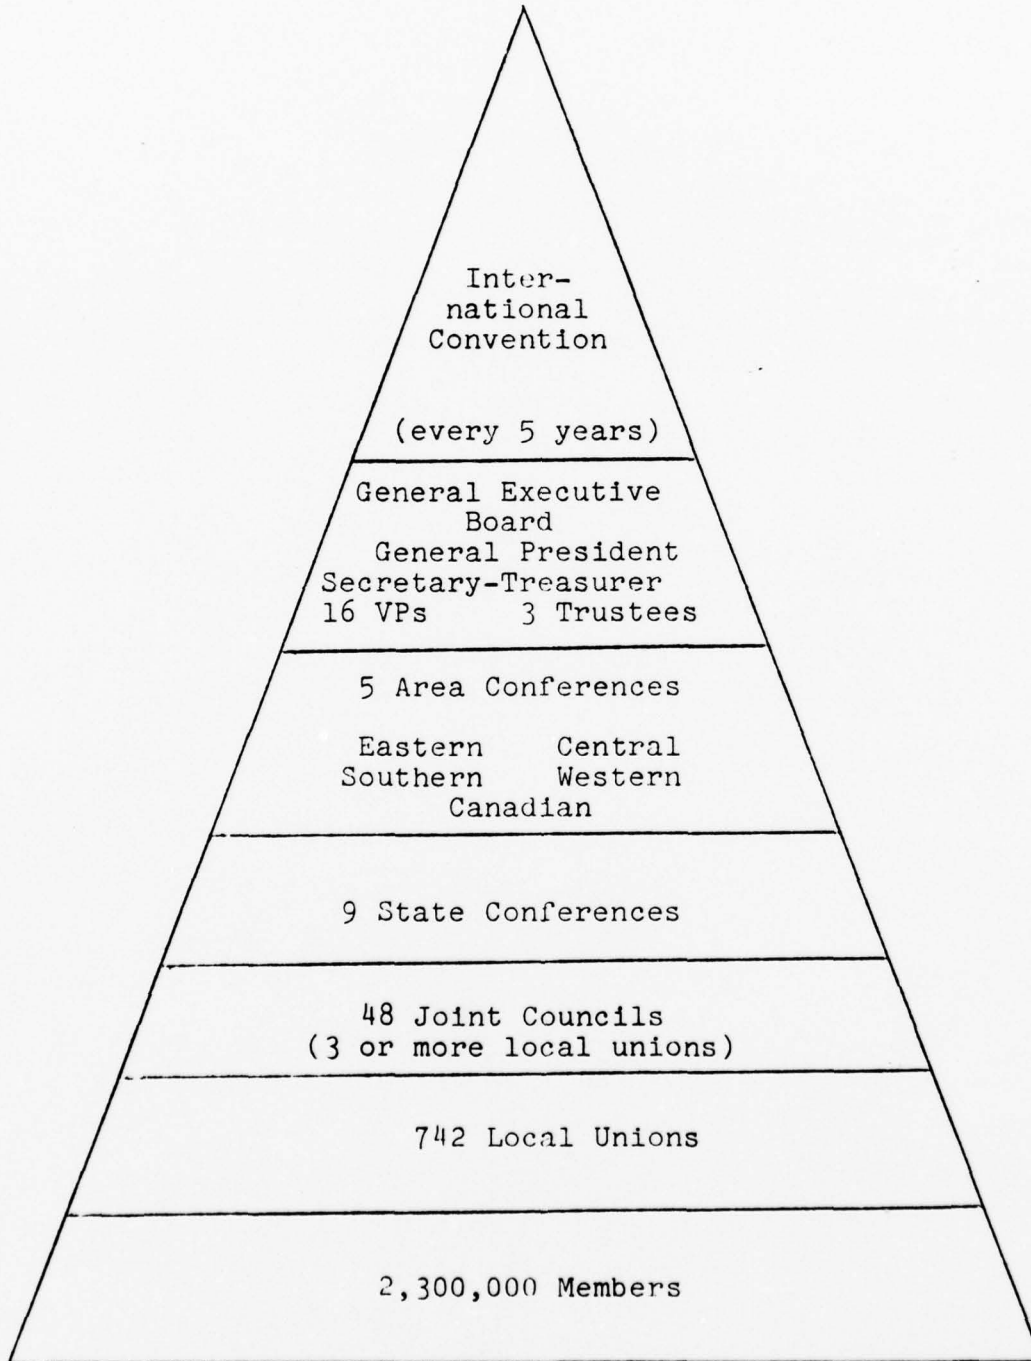 Inter-
national
Convention
(every 5 years)
General Executive
Board
General President
Secretary-Treasurer
16 VPs 3 Trustees
5 Area Conferences
Eastern Central
Southern Western
Canadian
9 State Conferences
48 Joint Councils
(3 or more local unions)
742 Local Unions
2,300,000 Members